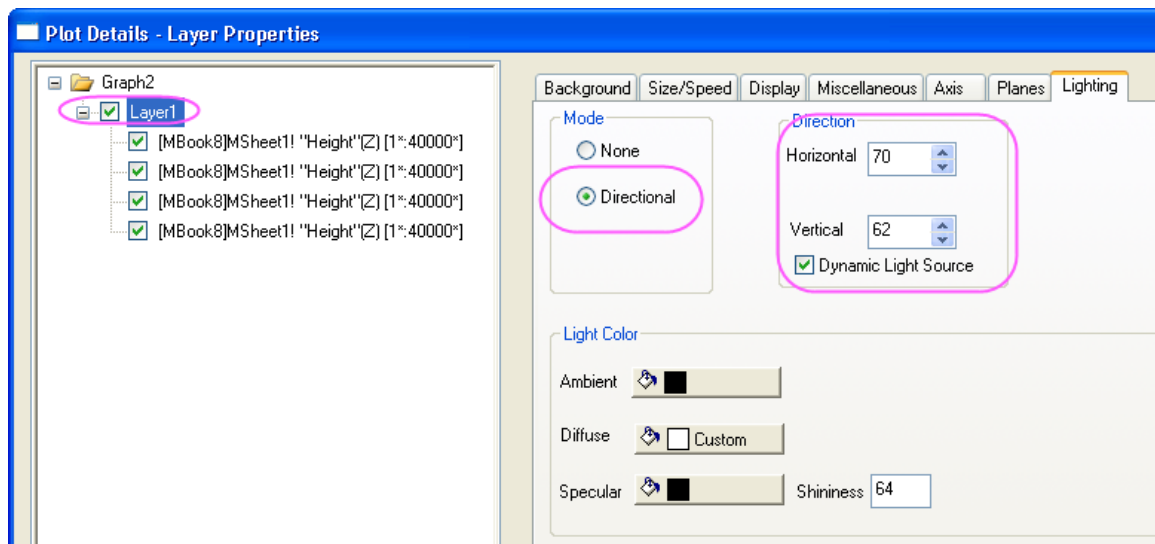 Plot Details - Layer Properties
Graph2
Layer1
[MBook8]MSheet1! "Height"(Z) [1*:40000*]
[MBook8]MSheet1! "Height"(Z) [1*:40000*]
[MBook8]MSheet1! "Height"(Z) [1*:40000*]
[MBook8]MSheet1! "Height"(Z) [1*:40000*]
Background Size/Speed Display Miscellaneous Axis Planes Lighting
Mode
None
Directional
Direction
Horizontal 70
Vertical 62
Dynamic Light Source
Light Color
Ambient
Diffuse Custom
Specular Shininess 64